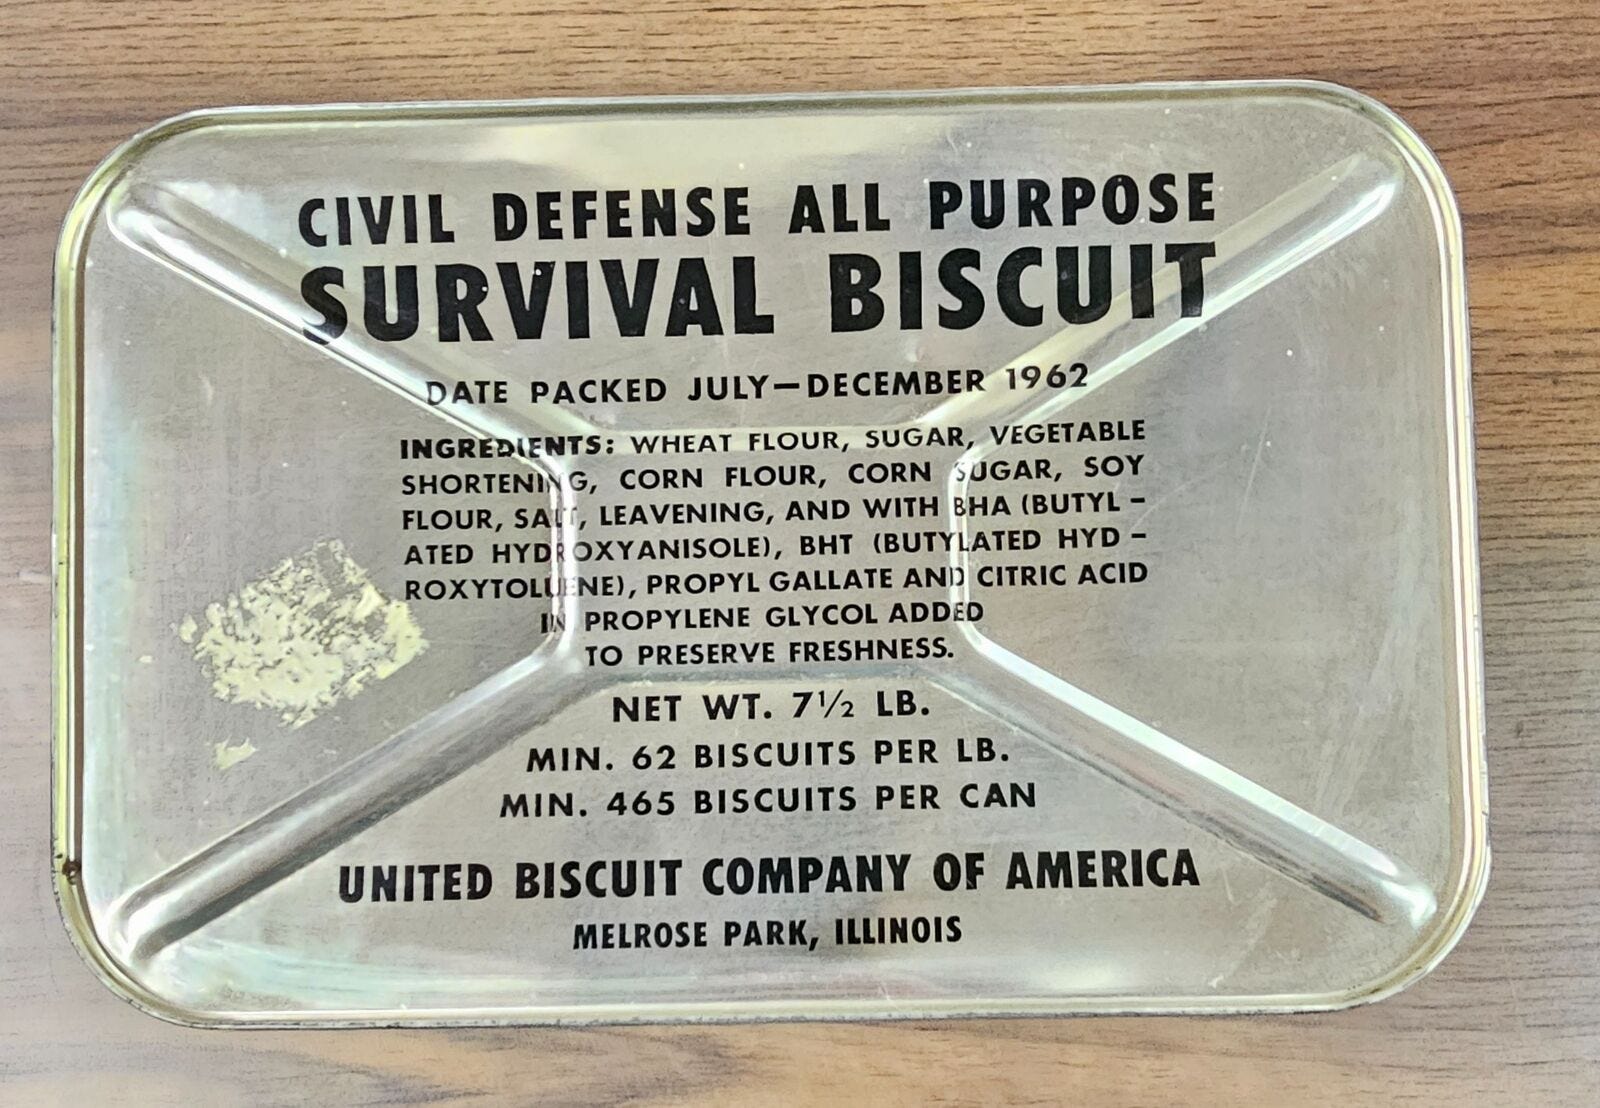 CIVIL DEFENSE ALL PURPOSE
SURVIVAL BISCUIT
DATE PACKED JULY—DECEMBER 1962
INGREDIENTS: WHEAT FLOUR, SUGAR, VEGETABLE
SHORTENING, CORN FLOUR, CORN SUGAR, SOY
FLOUR, SALT, LEAVENING, AND WITH BHA (BUTYL-
ATED HYDROXYANISOLE), BHT (BUTYLATED HYD-
ROXYTOLUENE), PROPYL GALLATE AND CITRIC ACID
IN PROPYLENE GLYCOL ADDED
TO PRESERVE FRESHNESS.
NET WT. 7½ LB.
MIN. 62 BISCUITS PER LB.
MIN. 465 BISCUITS PER CAN
UNITED BISCUIT COMPANY OF AMERICA
MELROSE PARK, ILLINOIS